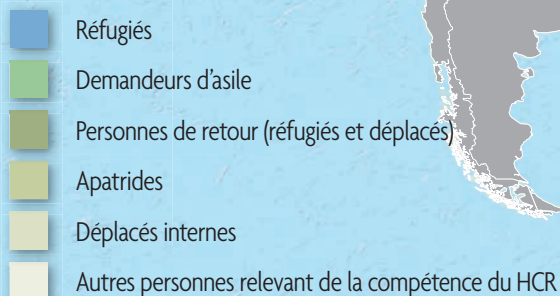 Réfugiés
Demandeurs d'asile
Personnes de retour (réfugiés et déplacés)
Apatrides
Déplacés internes
Autres personnes relevant de la compétence du HCR